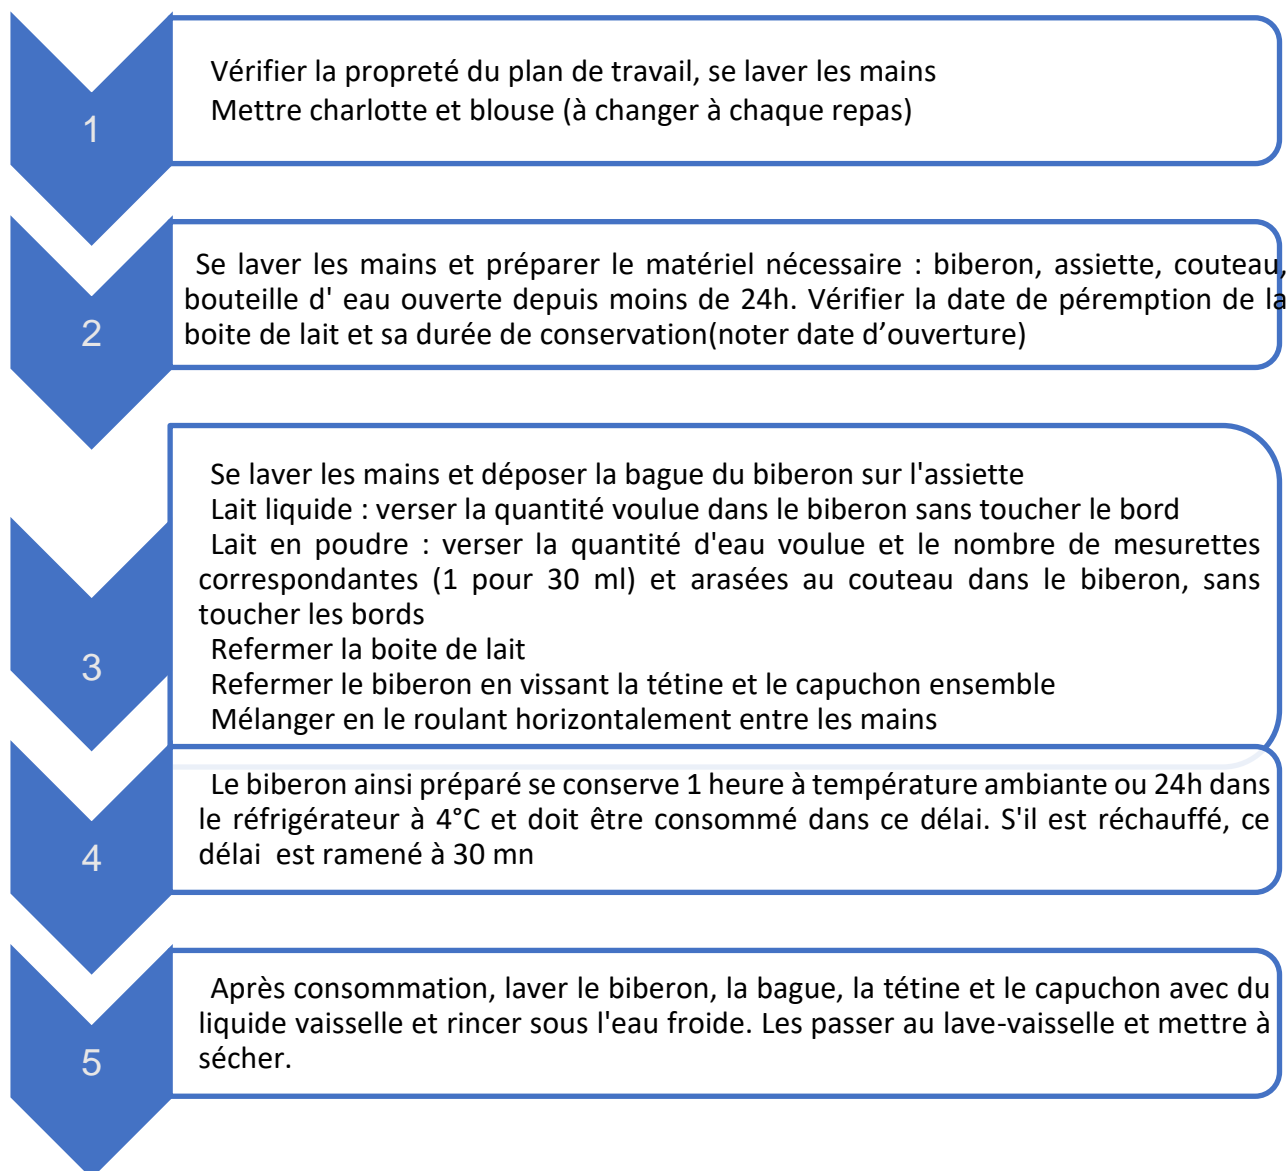 1
Vérifier la propreté du plan de travail, se laver les mains
Mettre charlotte et blouse (à changer à chaque repas)
2
Se laver les mains et préparer le matériel nécessaire : biberon, assiette, couteau,
bouteille d' eau ouverte depuis moins de 24h. Vérifier la date de péremption de la
boite de lait et sa durée de conservation(noter date d’ouverture)
3
Se laver les mains et déposer la bague du biberon sur l'assiette
Lait liquide : verser la quantité voulue dans le biberon sans toucher le bord
Lait en poudre : verser la quantité d'eau voulue et le nombre de mesurettes
correspondantes (1 pour 30 ml) et arasées au couteau dans le biberon, sans
toucher les bords
Refermer la boite de lait
Refermer le biberon en vissant la tétine et le capuchon ensemble
Mélanger en le roulant horizontalement entre les mains
4
Le biberon ainsi préparé se conserve 1 heure à température ambiante ou 24h dans
le réfrigérateur à 4°C et doit être consommé dans ce délai. S'il est réchauffé, ce
délai  est ramené à 30 mn
5
Après consommation, laver le biberon, la bague, la tétine et le capuchon avec du
liquide vaisselle et rincer sous l'eau froide. Les passer au lave-vaisselle et mettre à
sécher.